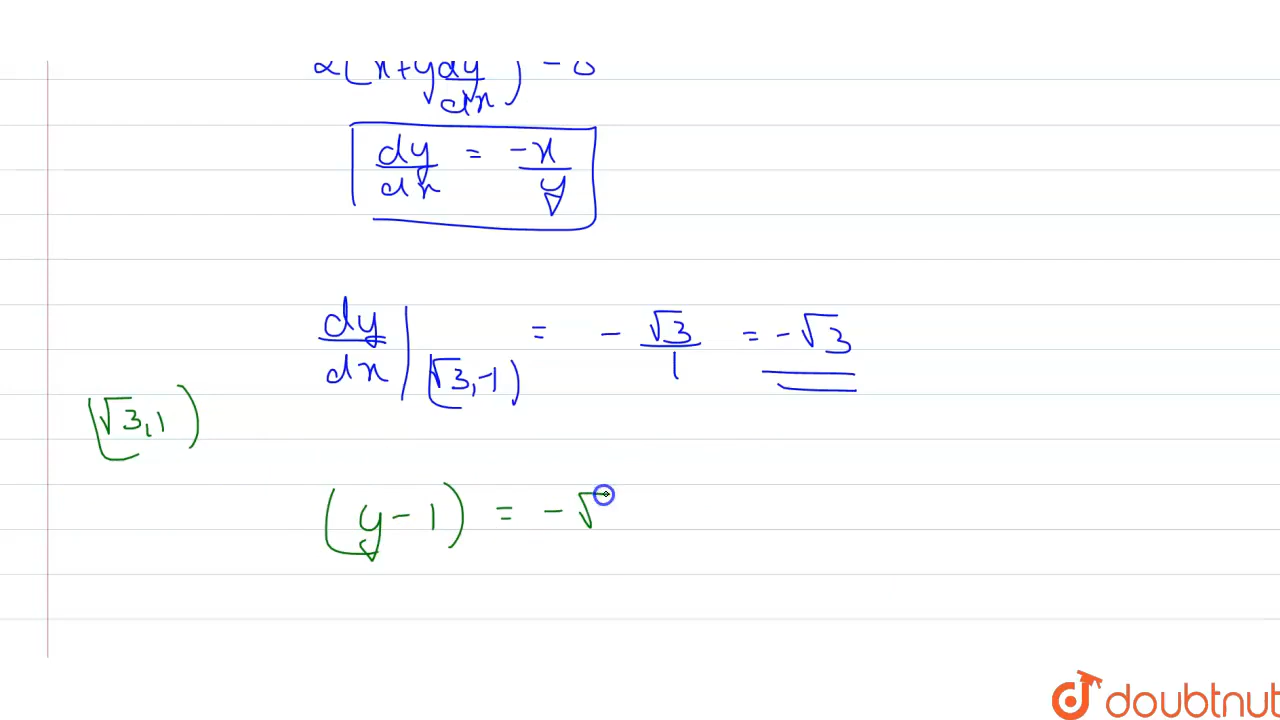 2(x+y dy/dx) = 0
dy/dx = -x/y
dy/dx |(√3,-1) = - √3/1 = -√3
(√3,1)
(y-1) = -√
doubtnut